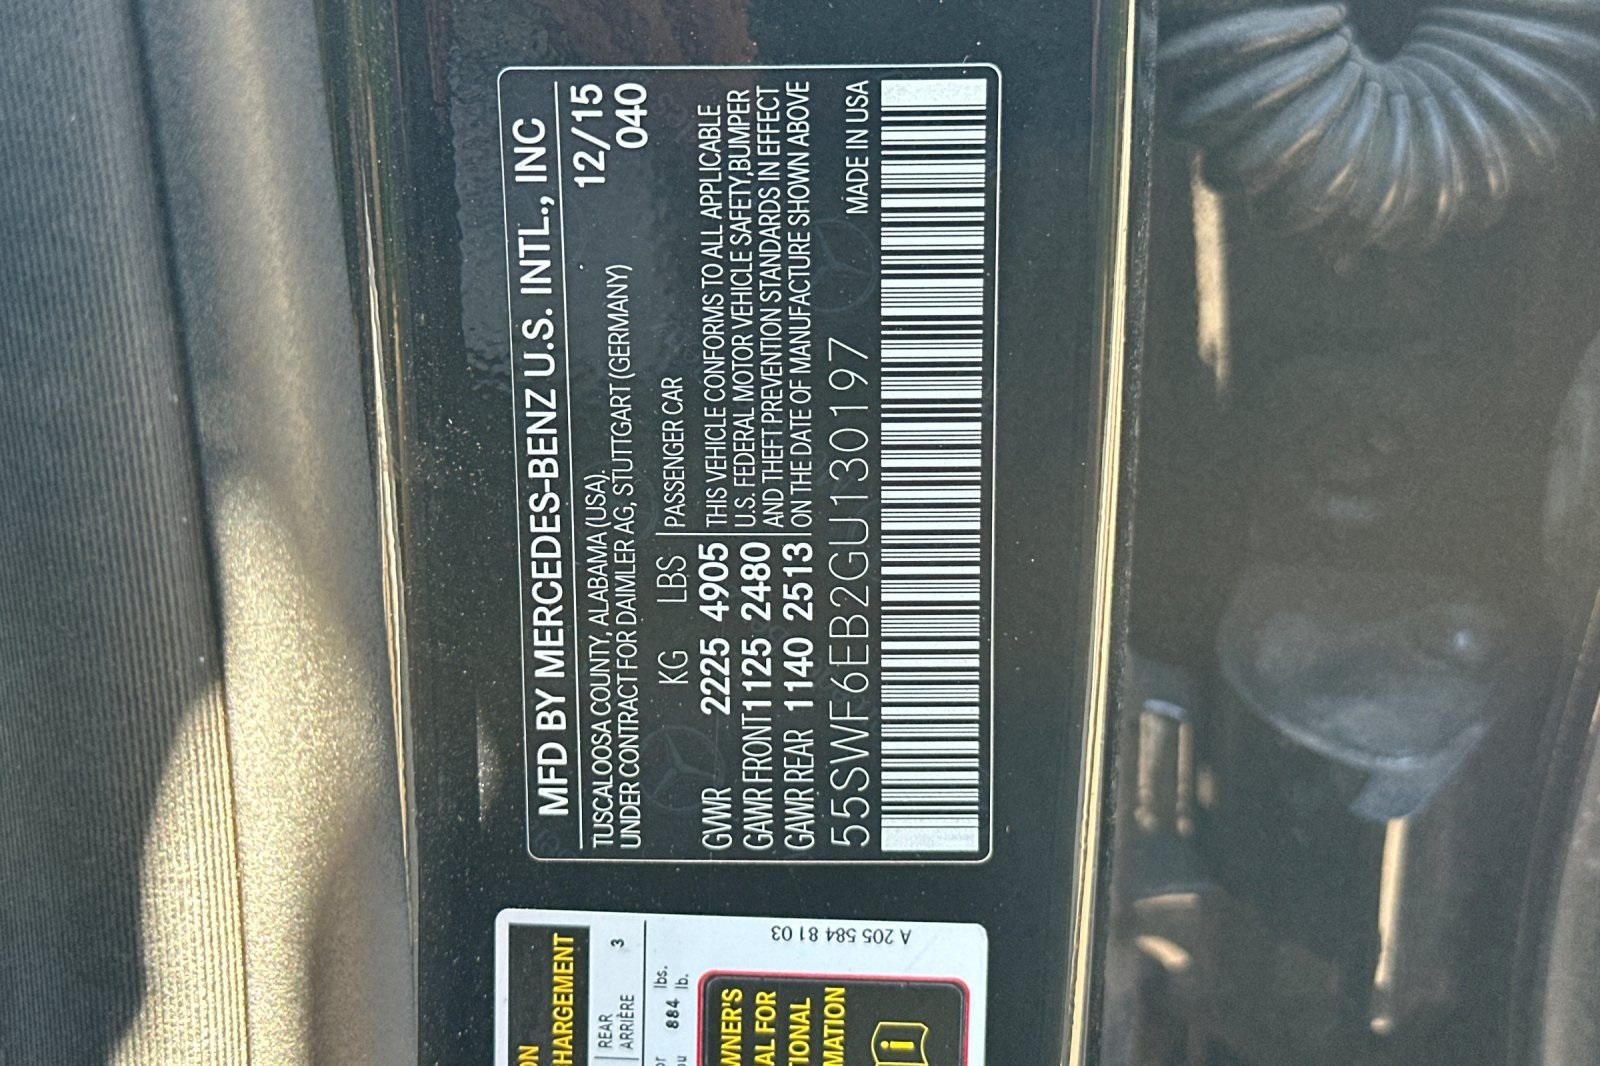 MFD BY MERCEDES-BENZ U.S. INTL., INC
TUSCALOOSA COUNTY, ALABAMA (USA). 12/15
UNDER CONTRACT FOR DAIMLER AG, STUTTGART (GERMANY) 040
KG LBS PASSENGER CAR
GVWR 2225 4905 THIS VEHICLE CONFORMS TO ALL APPLICABLE
GAWR FRONT 1125 2480 U.S. FEDERAL MOTOR VEHICLE SAFETY, BUMPER
AND THEFT PREVENTION STANDARDS IN EFFECT
GAWR REAR 1140 2513 ON THE DATE OF MANUFACTURE SHOWN ABOVE
55SWF6EB2GU130197 MADE IN USA
HARGEMENT
REAR 3
ARRIÈRE
884 lbs.
lb.
A 205 584 81 03
WNER'S
AL FOR
TIONAL
MATION
i